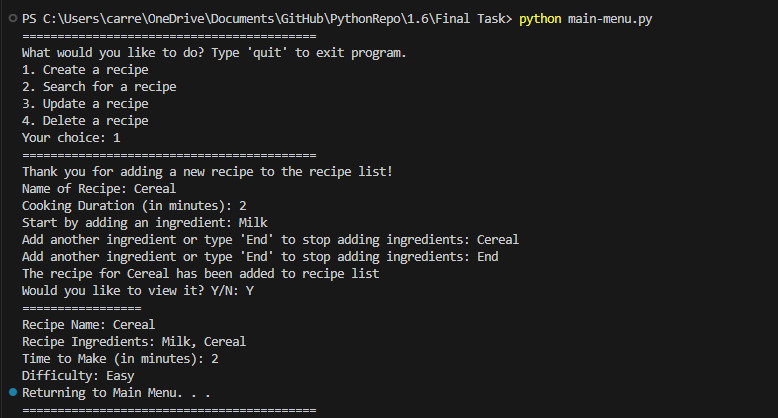 PS C:\Users\carre\OneDrive\Documents\GitHub\PythonRepo\1.6\Final Task> python main-menu.py
==========================================
What would you like to do? Type 'quit' to exit program.
1. Create a recipe
2. Search for a recipe
3. Update a recipe
4. Delete a recipe
Your choice: 1
==========================================
Thank you for adding a new recipe to the recipe list!
Name of Recipe: Cereal
Cooking Duration (in minutes): 2
Start by adding an ingredient: Milk
Add another ingredient or type 'End' to stop adding ingredients: Cereal
Add another ingredient or type 'End' to stop adding ingredients: End
The recipe for Cereal has been added to recipe list
Would you like to view it? Y/N: Y
=================
Recipe Name: Cereal
Recipe Ingredients: Milk, Cereal
Time to Make (in minutes): 2
Difficulty: Easy
Returning to Main Menu. . .
==========================================